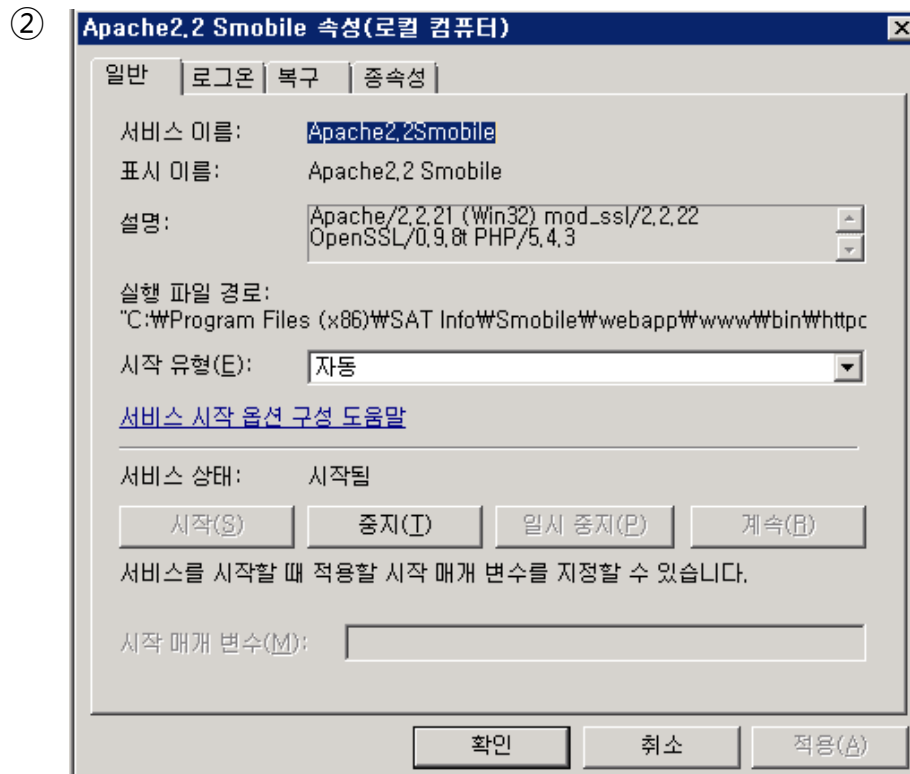 ②
Apache2.2 Smobile 속성(로컬 컴퓨터)
일반 로그온 복구 종속성
서비스 이름: Apache2.2Smobile
표시 이름: Apache2.2 Smobile
설명: Apache/2.2.21 (Win32) mod_ssl/2.2.22
OpenSSL/0.9.8t PHP/5.4.3
실행 파일 경로:
"C:\Program Files (x86)\SAT Info\Smobile\webapp\www\bin\httpc
시작 유형(E): 자동
서비스 시작 옵션 구성 도움말
서비스 상태: 시작됨
시작(S) 중지(T) 일시 중지(P) 계속(R)
서비스를 시작할 때 적용할 시작 매개 변수를 지정할 수 있습니다.
시작 매개 변수(M):
확인 취소 적용(A)